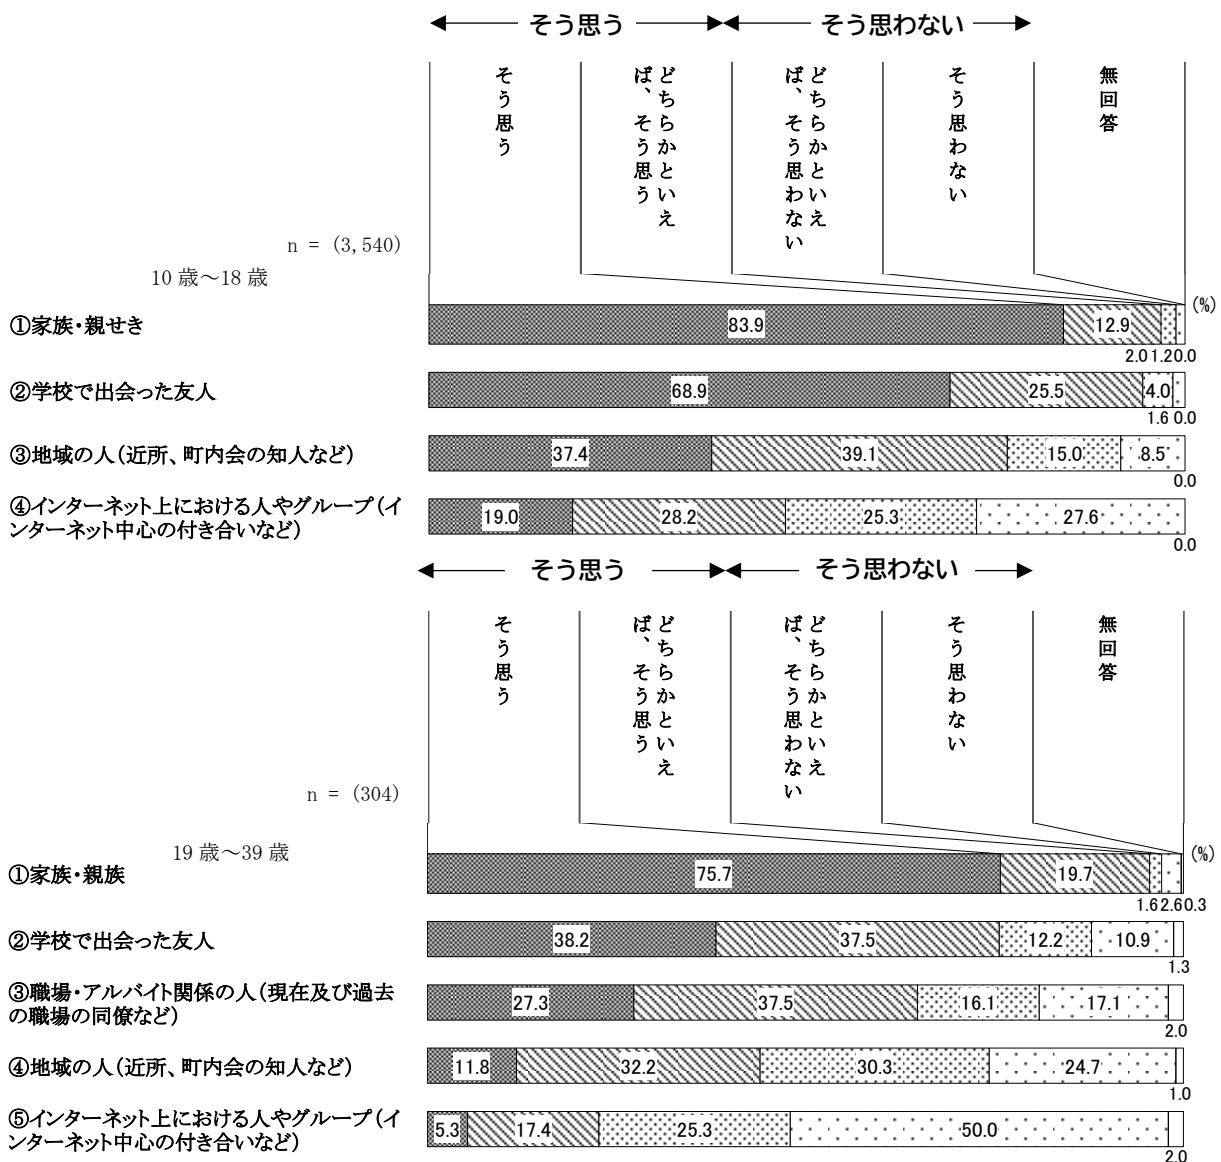 そう思う そう思わない
そう思う
どちらかといえ
ば、そう思う
どちらかといえ
ば、そう思わない
そう思わない
無回答
n = (3,540)
10 歳～18 歳
(%)
①家族・親せき
83.9 12.9
2.0 1.2 0.0
②学校で出会った友人
68.9 25.5 4.0
1.6 0.0
③地域の人(近所、町内会の知人など)
37.4 39.1 15.0 8.5
0.0
④インターネット上における人やグループ(イ
ンターネット中心の付き合いなど)
19.0 28.2 25.3 27.6
0.0
そう思う そう思わない
そう思う
どちらかといえ
ば、そう思う
どちらかといえ
ば、そう思わない
そう思わない
無回答
n = (304)
19 歳～39 歳
(%)
①家族・親族
75.7 19.7
1.6 2.6 0.3
②学校で出会った友人
38.2 37.5 12.2 10.9
1.3
③職場・アルバイト関係の人(現在及び過去
の職場の同僚など)
27.3 37.5 16.1 17.1
2.0
④地域の人(近所、町内会の知人など)
11.8 32.2 30.3 24.7
1.0
⑤インターネット上における人やグループ(イ
ンターネット中心の付き合いなど)
5.3 17.4 25.3 50.0
2.0